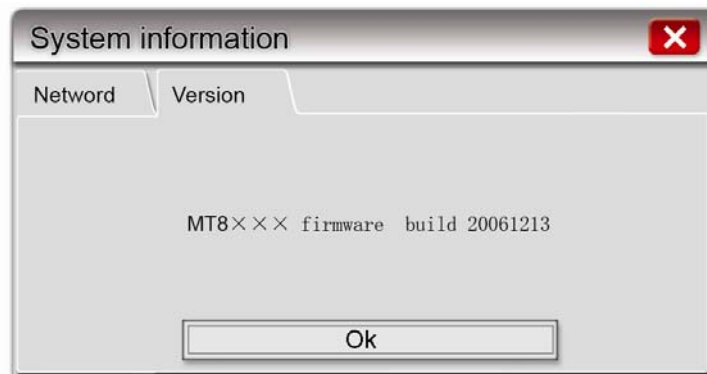 System information
Netword Version
MT8××× firmware build 20061213
Ok